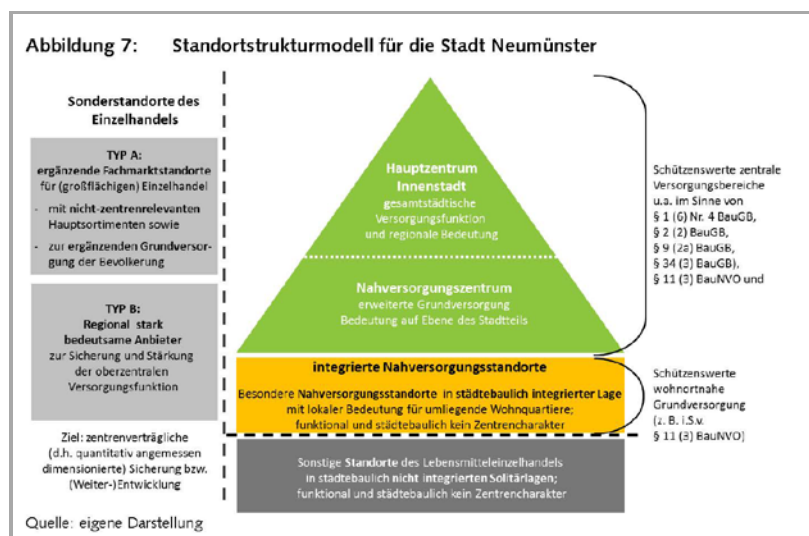 Abbildung 7: Standortstrukturmodell für die Stadt Neumünster
Sonderstandorte des
Einzelhandels
TYP A:
ergänzende Fachmarktstandorte
für (großflächigen) Einzelhandel
- mit nicht-zentrenrelevanten
Hauptsortimenten sowie
- zur ergänzenden Grundversor-
gung der Bevölkerung
TYP B:
Regional stark
bedeutsame Anbieter
zur Sicherung und Stärkung
der oberzentralen
Versorgungsfunktion
Ziel: zentrenverträgliche
(d.h. quantitativ angemessen
dimensionierte) Sicherung bzw.
(Weiter-)Entwicklung
Hauptzentrum
Innenstadt
gesamtstädtische
Versorgungsfunktion
und regionale Bedeutung
Nahversorgungszentrum
erweiterte Grundversorgung
Bedeutung auf Ebene des Stadtteils
integrierte Nahversorgungsstandorte
Besondere Nahversorgungsstandorte in städtebaulich integrierter Lage
mit lokaler Bedeutung für umliegende Wohnquartiere;
funktional und städtebaulich kein Zentrencharakter
Sonstige Standorte des Lebensmitteleinzelhandels
in städtebaulich nicht integrierten Solitärlagen;
funktional und städtebaulich kein Zentrencharakter
Schützenswerte zentrale
Versorgungsbereiche
u.a. im Sinne von
§ 1 (6) Nr. 4 BauGB,
§ 2 (2) BauGB,
§ 9 (2a) BauGB,
§ 34 (3) BauGB),
§ 11 (3) BauNVO und
Schützenswerte
wohnortnahe
Grundversorgung
(z. B. i.S.v.
§ 11 (3) BauNVO)
Quelle: eigene Darstellung